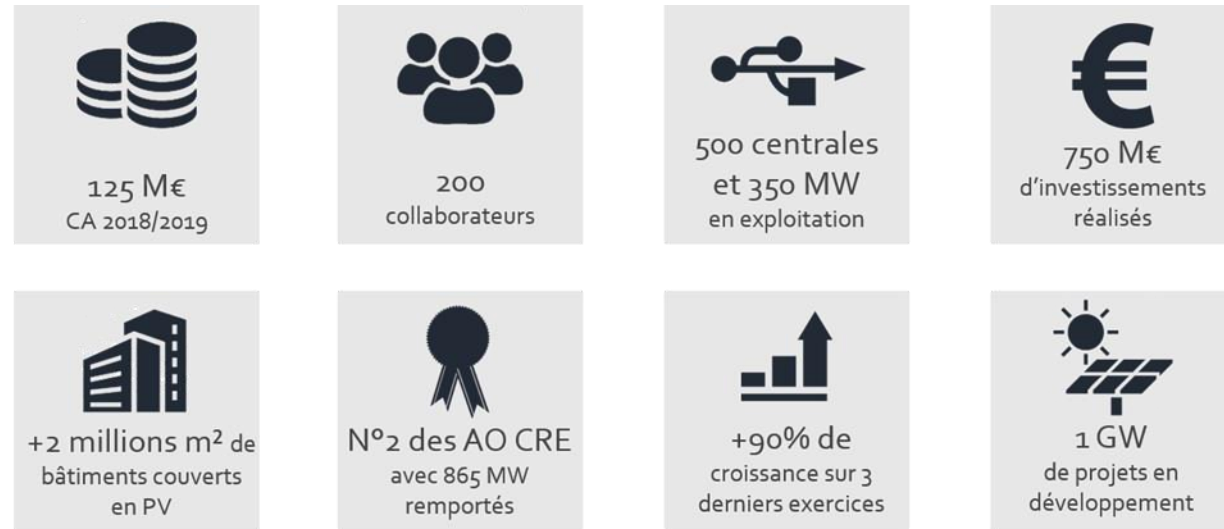 125 M€
CA 2018/2019
200
collaborateurs
500 centrales
et 350 MW
en exploitation
750 M€
d’investissements
réalisés
+2 millions m² de
bâtiments couverts
en PV
N°2 des AO CRE
avec 865 MW
remportés
+90% de
croissance sur 3
derniers exercices
1 GW
de projets en
développement